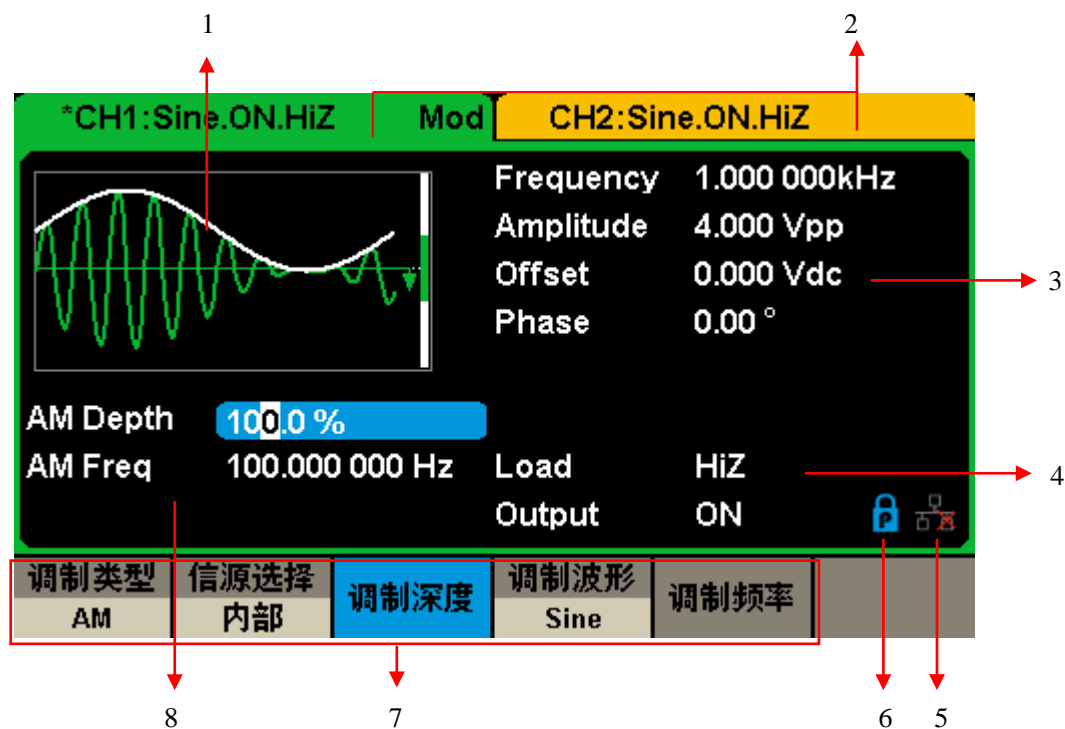 1 2
*CH1:Sine.ON.HiZ Mod CH2:Sine.ON.HiZ
Frequency 1.000 000kHz
Amplitude 4.000 Vpp
Offset 0.000 Vdc 3
Phase 0.00 °
AM Depth 100.0 %
AM Freq 100.000 000 Hz Load HiZ 4
Output ON P
调制类型 信源选择 调制深度 调制波形 调制频率
AM 内部 Sine
8 7 6 5